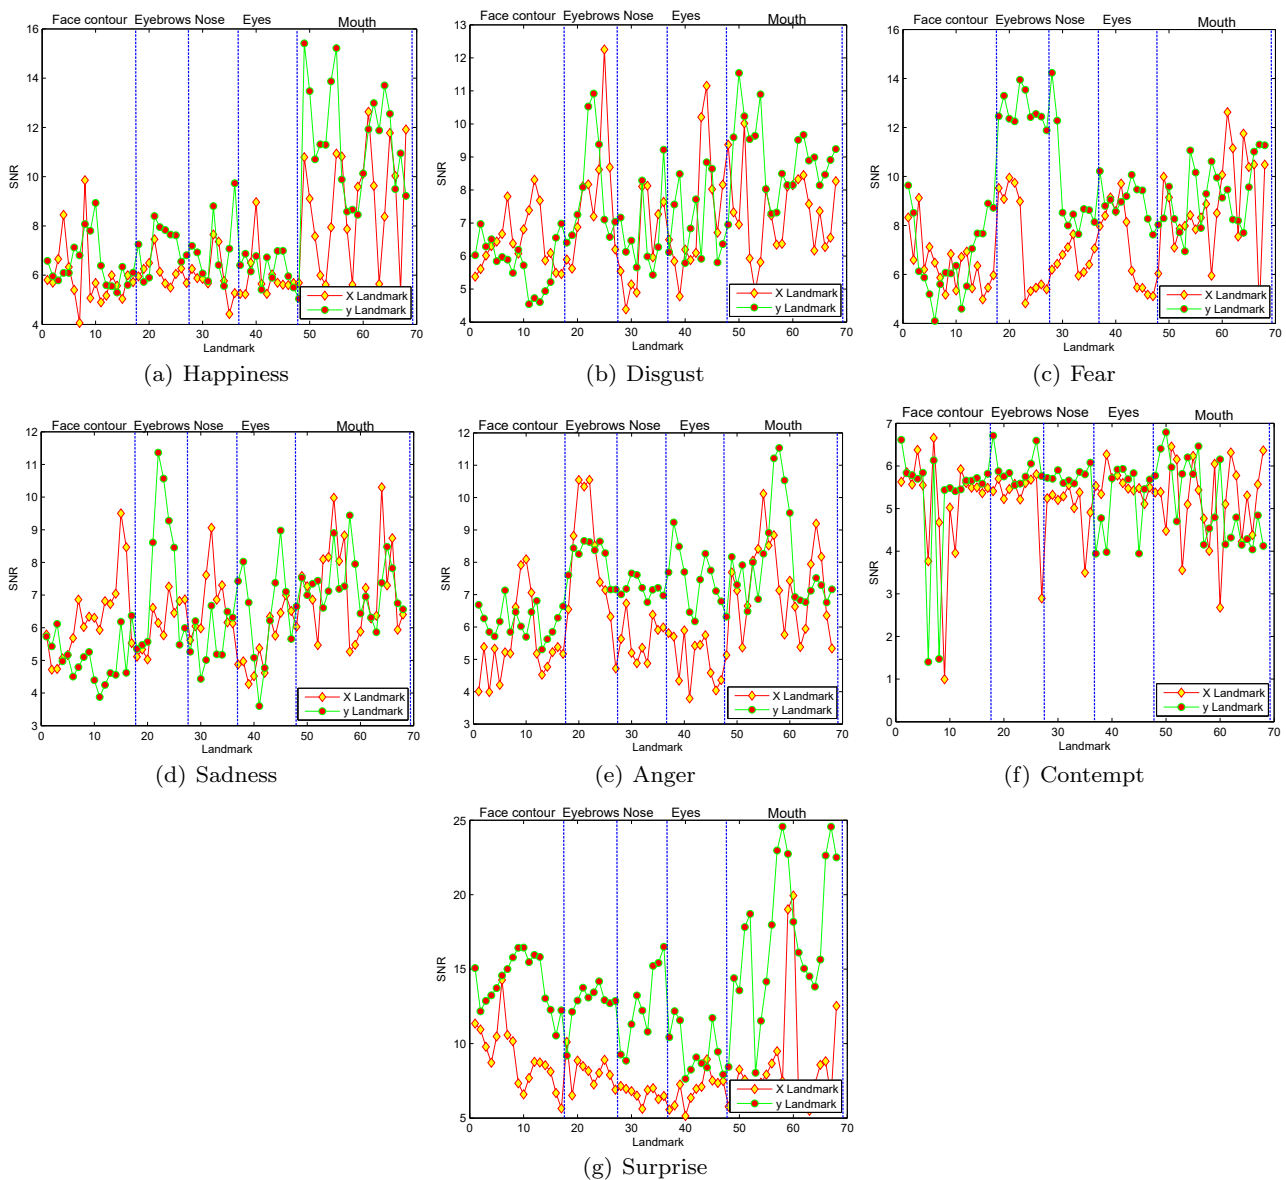 Face contour Eyebrows Nose Eyes Mouth
16
14
12
10
8
6
4
SNR
0 10 20 30 40 50 60 70
Landmark
X Landmark
y Landmark
(a) Happiness
Face contour Eyebrows Nose Eyes Mouth
13
12
11
10
9
8
7
6
5
4
SNR
0 10 20 30 40 50 60 70
Landmark
X Landmark
y Landmark
(b) Disgust
Face contour Eyebrows Nose Eyes Mouth
16
14
12
10
8
6
4
SNR
0 10 20 30 40 50 60 70
Landmark
X Landmark
y Landmark
(c) Fear
Face contour Eyebrows Nose Eyes Mouth
12
11
10
9
8
7
6
5
4
3
SNR
0 10 20 30 40 50 60 70
Landmark
X Landmark
y Landmark
(d) Sadness
Face contour Eyebrows Nose Eyes Mouth
12
11
10
9
8
7
6
5
4
3
SNR
0 10 20 30 40 50 60 70
Landmark
X Landmark
y Landmark
(e) Anger
Face contour Eyebrows Nose Eyes Mouth
7
6
5
4
3
2
1
0
SNR
0 10 20 30 40 50 60 70
Landmark
X Landmark
y Landmark
(f) Contempt
Face contour Eyebrows Nose Eyes Mouth
25
20
15
10
5
SNR
0 10 20 30 40 50 60 70
Landmark
X Landmark
y Landmark
(g) Surprise